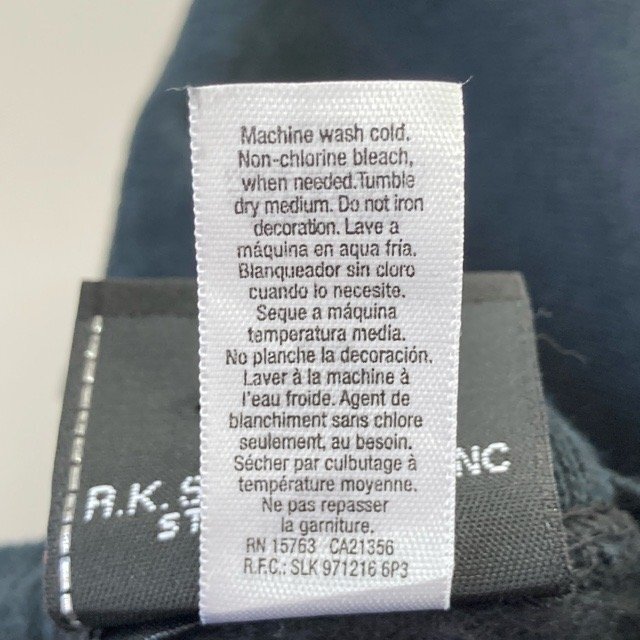 Machine wash cold.
Non-chlorine bleach,
when needed.Tumble
dry medium. Do not iron
decoration. Lave a
máquina en aqua fría.
Blanqueador sin cloro
cuando lo necesite.
Seque a máquina
temperatura media.
No planche la decoración.
Laver à la machine à
l'eau froide. Agent de
blanchiment sans chlore
seulement, au besoin.
Sécher par culbutage à
température moyenne.
Ne pas repasser
la garniture.
RN 15763 CA21356
R.F.C.: SLK 971216 6P3
R.K. S NC
ST